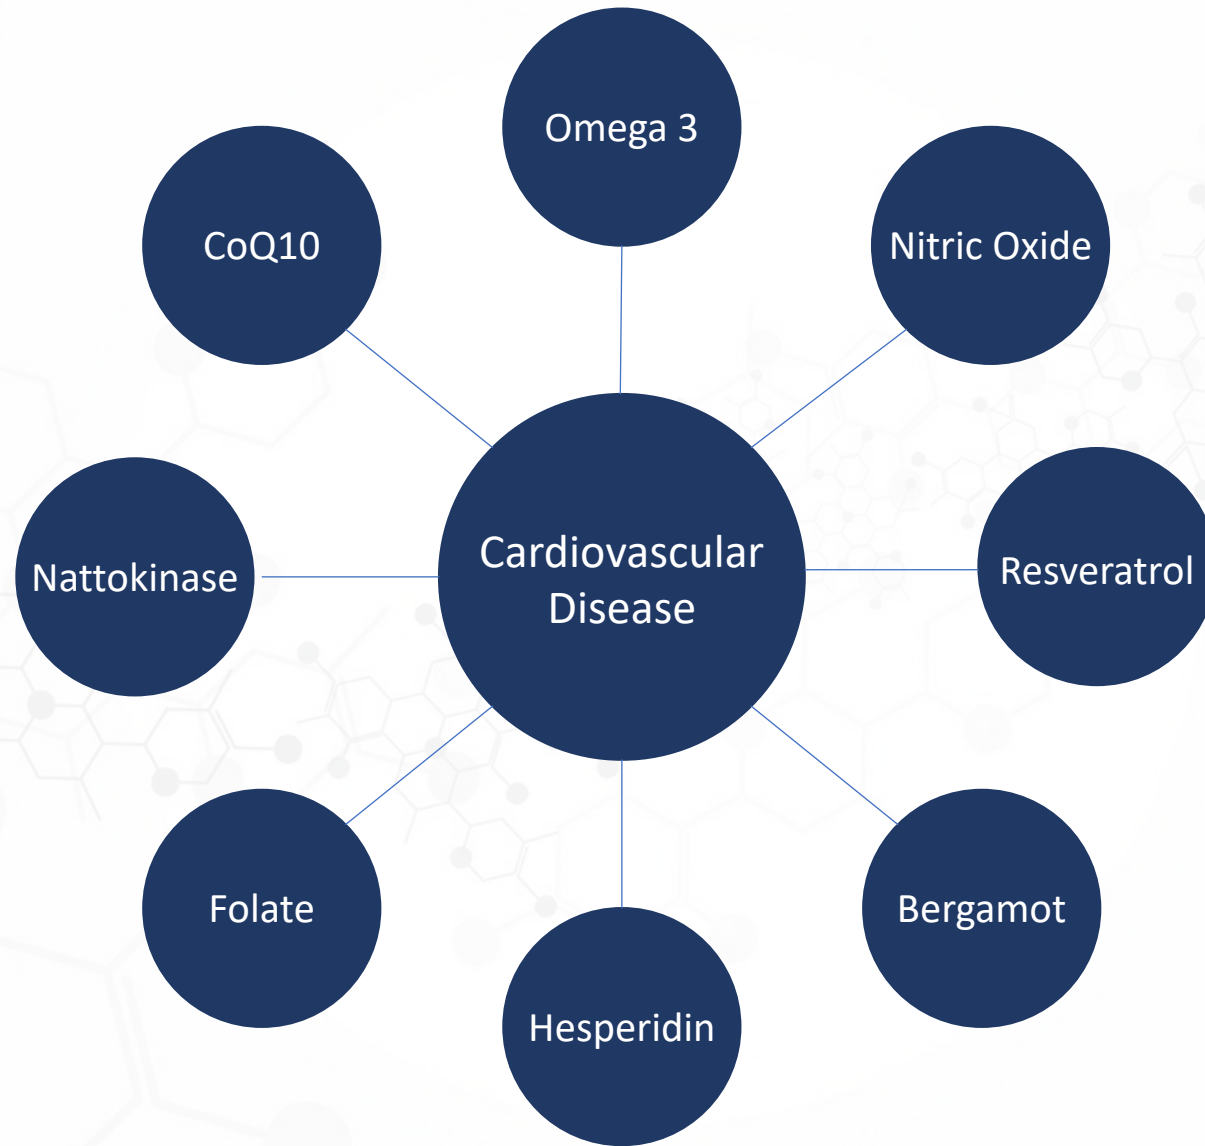 Omega 3
CoQ10
Nitric Oxide
Cardiovascular
Disease
Nattokinase
Resveratrol
Folate
Bergamot
Hesperidin